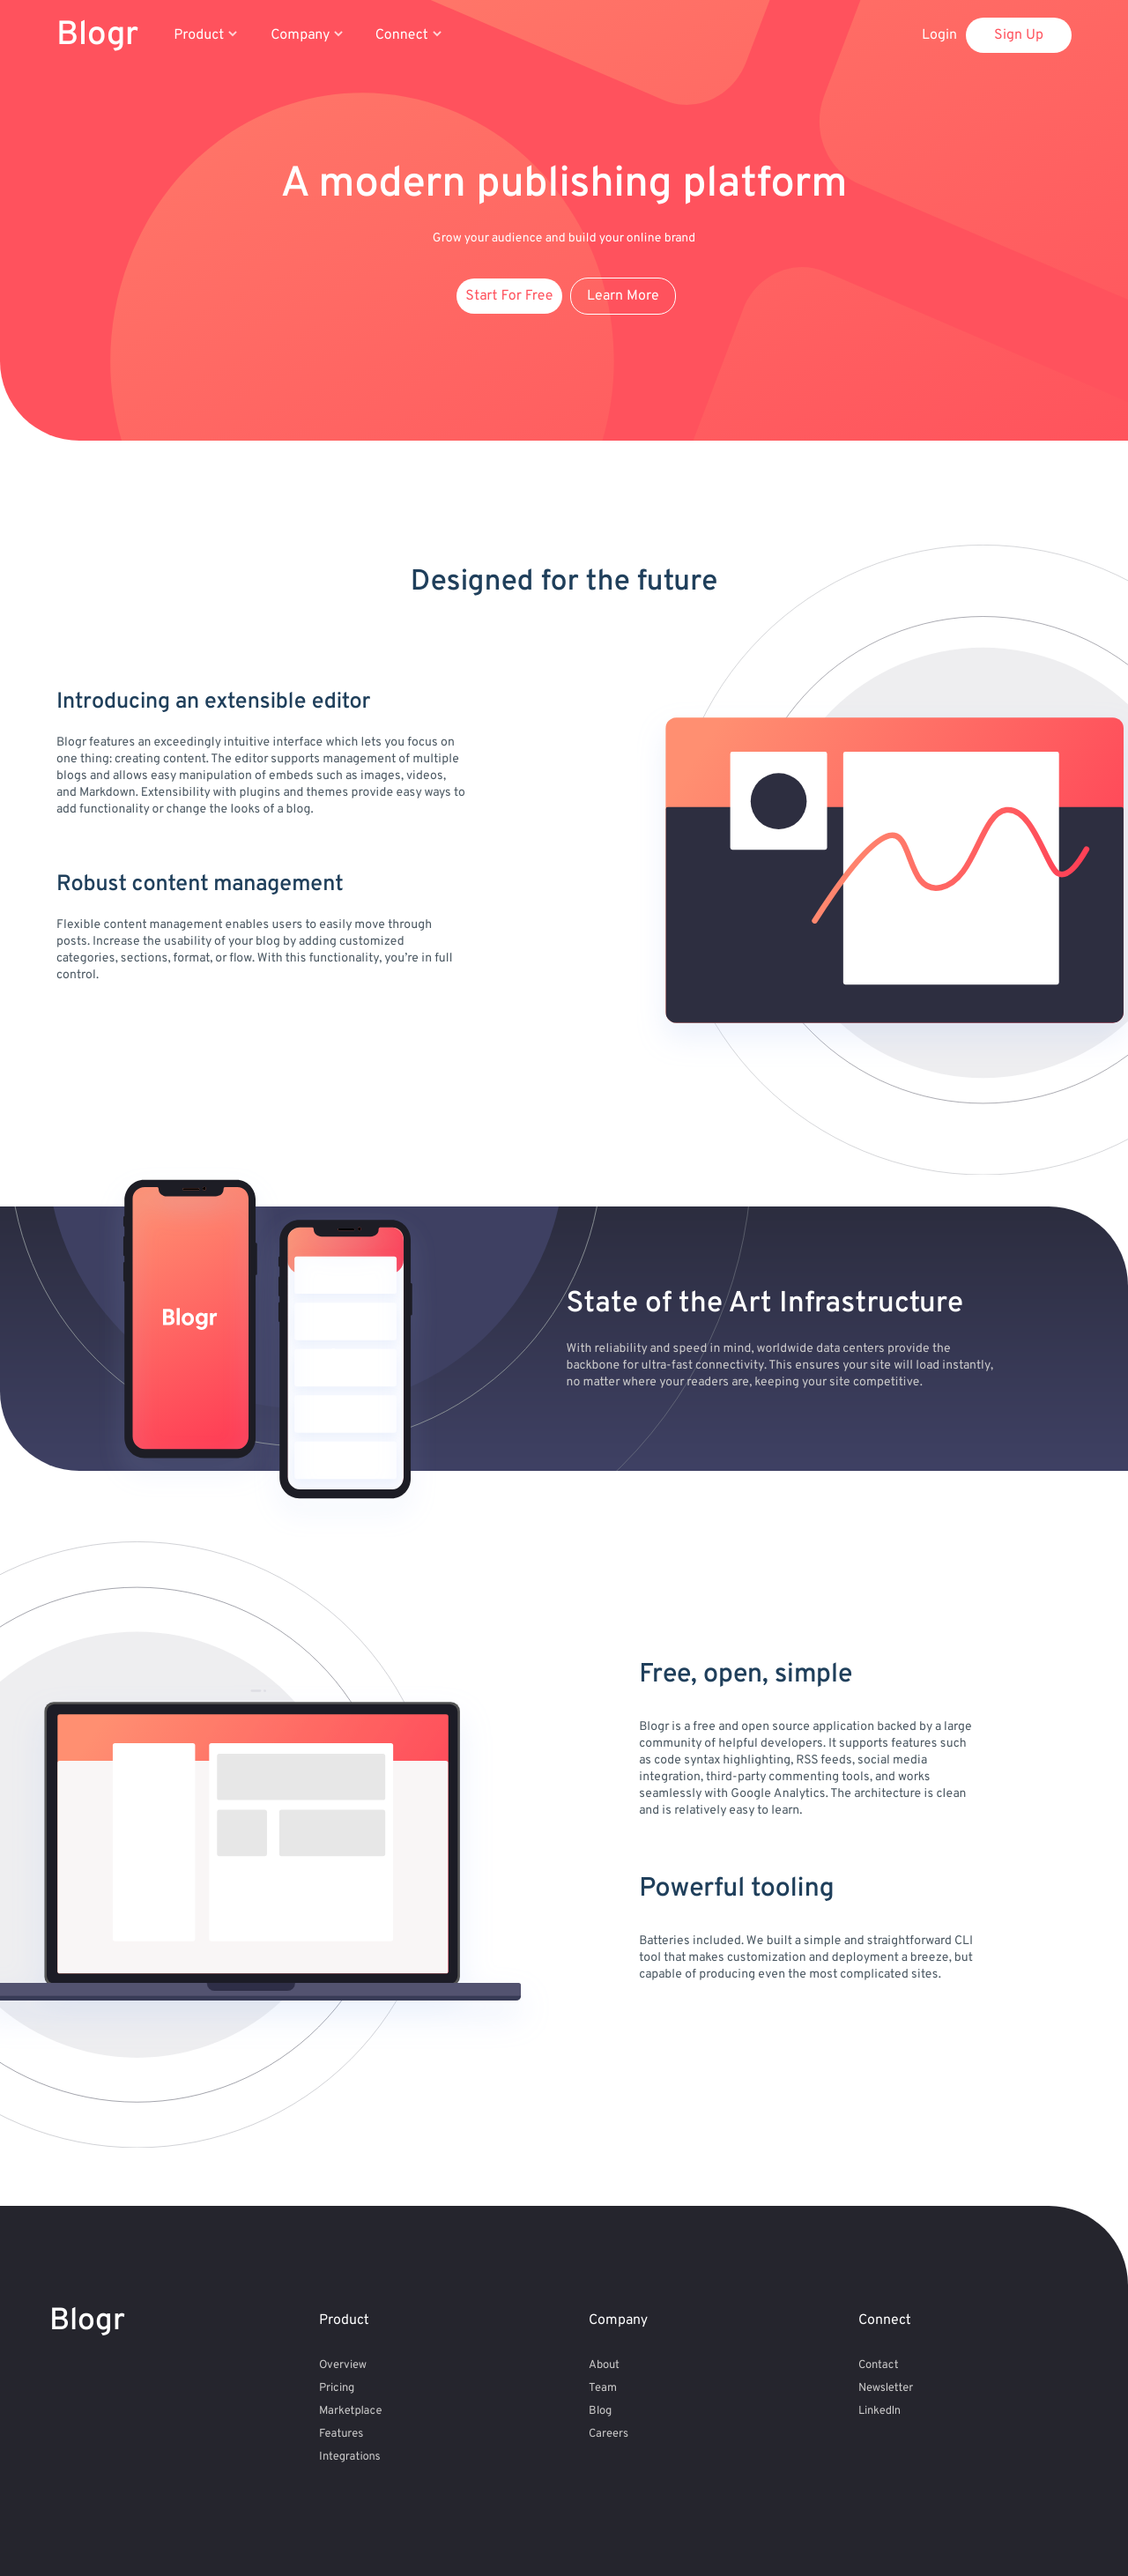 Blogr
Product
Company
Connect
Login
Sign Up
A modern publishing platform
Grow your audience and build your online brand
Start For Free
Learn More
Designed for the future
Introducing an extensible editor
Blogr features an exceedingly intuitive interface which lets you focus on
one thing: creating content. The editor supports management of multiple
blogs and allows easy manipulation of embeds such as images, videos,
and Markdown. Extensibility with plugins and themes provide easy ways to
add functionality or change the looks of a blog.
Robust content management
Flexible content management enables users to easily move through
posts. Increase the usability of your blog by adding customized
categories, sections, format, or flow. With this functionality, you're in full
control.
Blogr
State of the Art Infrastructure
With reliability and speed in mind, worldwide data centers provide the
backbone for ultra-fast connectivity. This ensures your site will load instantly,
no matter where your readers are, keeping your site competitive.
Free, open, simple
Blogr is a free and open source application backed by a large
community of helpful developers. It supports features such
as code syntax highlighting, RSS feeds, social media
integration, third-party commenting tools, and works
seamlessly with Google Analytics. The architecture is clean
and is relatively easy to learn.
Powerful tooling
Batteries included. We built a simple and straightforward CLI
tool that makes customization and deployment a breeze, but
capable of producing even the most complicated sites.
Blogr
Product
Overview
Pricing
Marketplace
Features
Integrations
Company
About
Team
Blog
Careers
Connect
Contact
Newsletter
LinkedIn